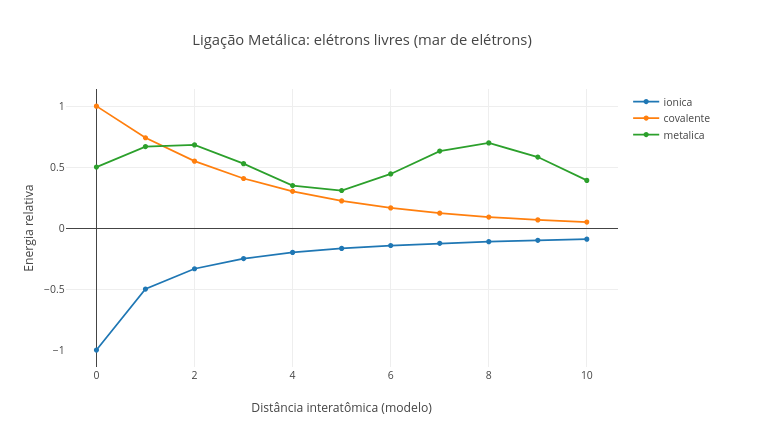 Ligação Metálica: elétrons livres (mar de elétrons)
ionica
covalente
metalica
Energia relativa
1
0.5
0
−0.5
−1
0 2 4 6 8 10
Distância interatômica (modelo)